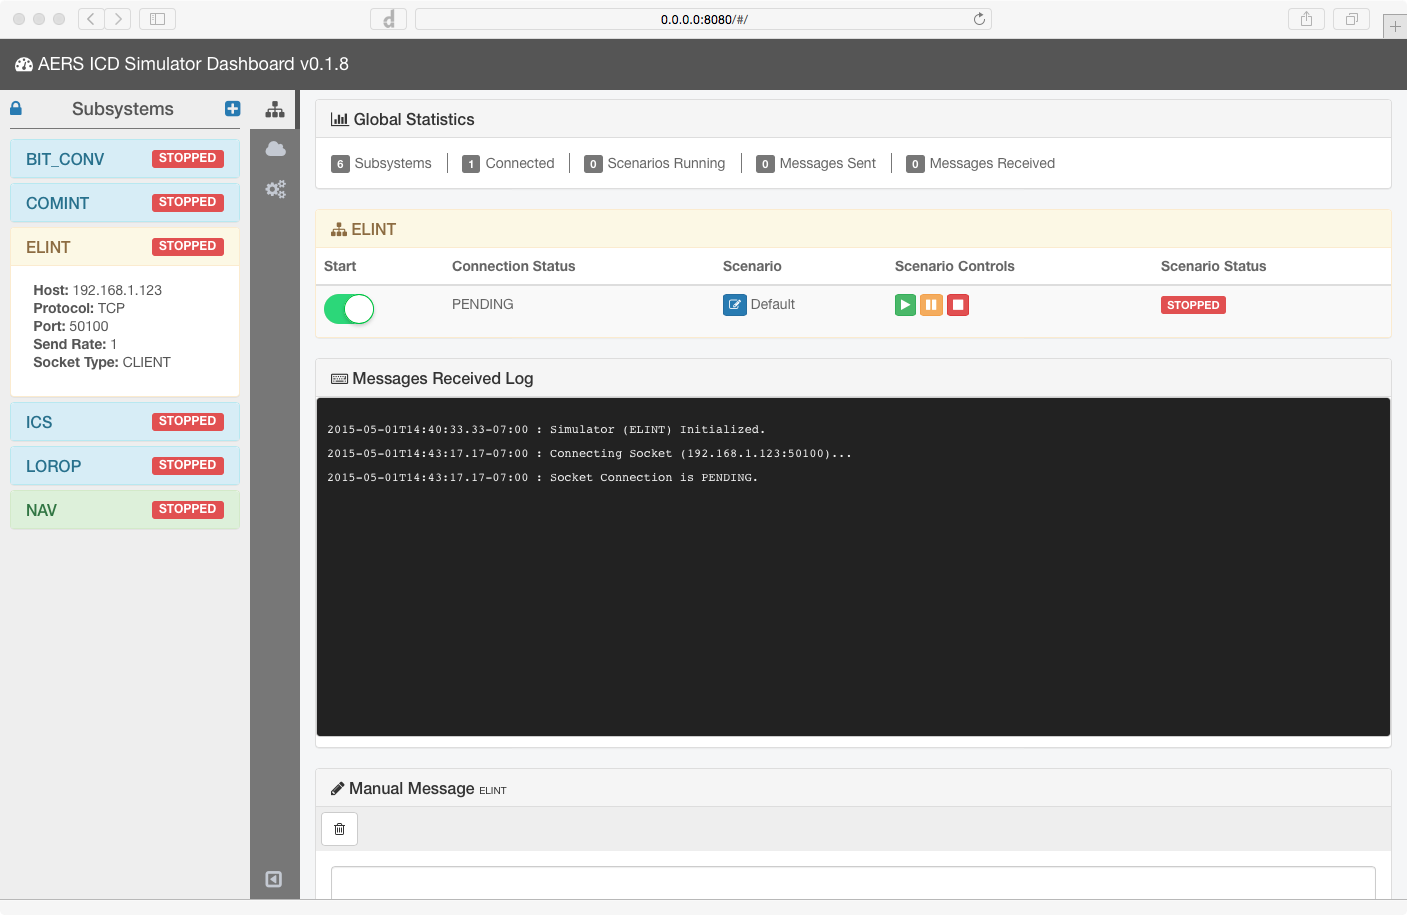 0.0.0.0:8080/#/
AERS ICD Simulator Dashboard v0.1.8
Subsystems
BIT_CONV STOPPED
COMINT STOPPED
ELINT STOPPED
Host: 192.168.1.123
Protocol: TCP
Port: 50100
Send Rate: 1
Socket Type: CLIENT
ICS STOPPED
LOROP STOPPED
NAV STOPPED
Global Statistics
6 Subsystems 1 Connected 0 Scenarios Running 0 Messages Sent 0 Messages Received
ELINT
Start Connection Status Scenario Scenario Controls Scenario Status
PENDING Default STOPPED
Messages Received Log
2015-05-01T14:40:33.33-07:00 : Simulator (ELINT) Initialized.
2015-05-01T14:43:17.17-07:00 : Connecting Socket (192.168.1.123:50100)...
2015-05-01T14:43:17.17-07:00 : Socket Connection is PENDING.
Manual Message ELINT